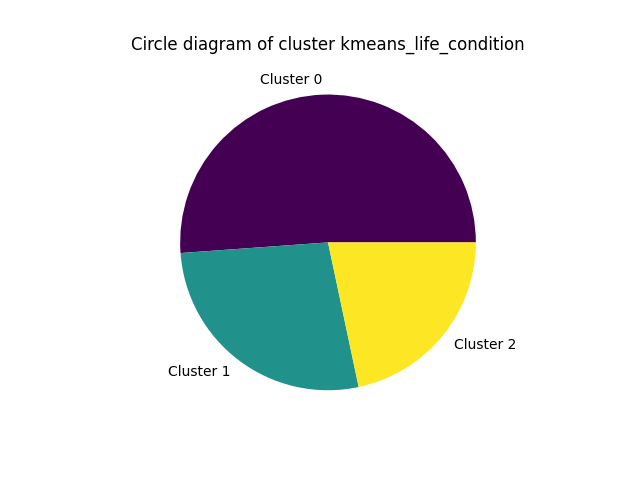 Circle diagram of cluster kmeans_life_condition
Cluster 0
Cluster 1
Cluster 2